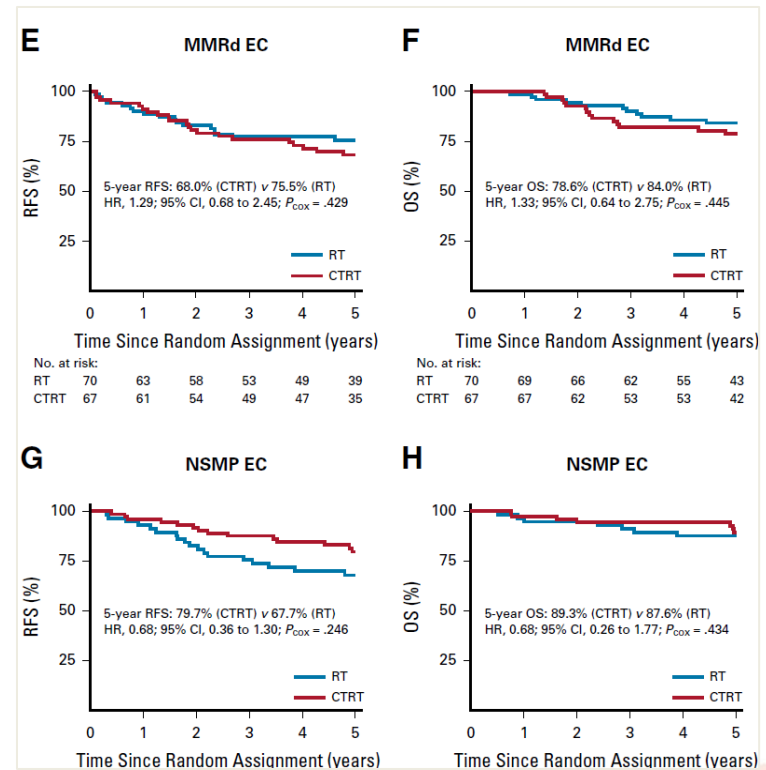 E
MMRd EC
100
75
50
25
RFS (%)
5-year RFS: 68.0% (CTRT) v 75.5% (RT)
HR, 1.29; 95% CI, 0.68 to 2.45; Pcox = .429
RT
CTRT
0 1 2 3 4 5
Time Since Random Assignment (years)
No. at risk:
RT 70 63 58 53 49 39
CTRT 67 61 54 49 47 35
F
MMRd EC
100
75
50
25
OS (%)
5-year OS: 78.6% (CTRT) v 84.0% (RT)
HR, 1.33; 95% CI, 0.64 to 2.75; Pcox = .445
RT
CTRT
0 1 2 3 4 5
Time Since Random Assignment (years)
No. at risk:
RT 70 69 66 62 55 43
CTRT 67 67 62 53 53 42
G
NSMP EC
100
75
50
25
RFS (%)
5-year RFS: 79.7% (CTRT) v 67.7% (RT)
HR, 0.68; 95% CI, 0.36 to 1.30; Pcox = .246
RT
CTRT
0 1 2 3 4 5
Time Since Random Assignment (years)
H
NSMP EC
100
75
50
25
OS (%)
5-year OS: 89.3% (CTRT) v 87.6% (RT)
HR, 0.68; 95% CI, 0.26 to 1.77; Pcox = .434
RT
CTRT
0 1 2 3 4 5
Time Since Random Assignment (years)